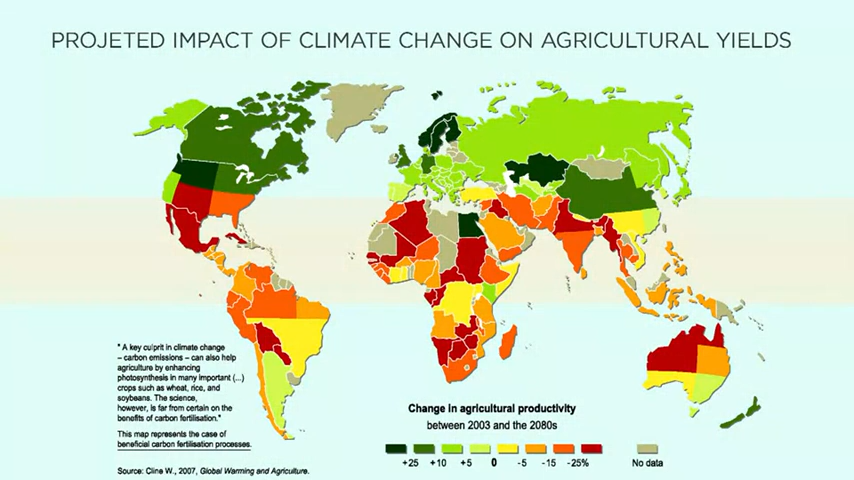 PROJETED IMPACT OF CLIMATE CHANGE ON AGRICULTURAL YIELDS
" A key culprit in climate change
– carbon emissions – can also help
agriculture by enhancing
photosynthesis in many important (...)
crops such as wheat, rice, and
soybeans. The science,
however, is far from certain on the
benefits of carbon fertilisation."
This map represents the case of
beneficial carbon fertilisation processes.
Source: Cline W., 2007, Global Warming and Agriculture.
Change in agricultural productivity
between 2003 and the 2080s
+25 +10 +5 0 -5 -15 -25% No data